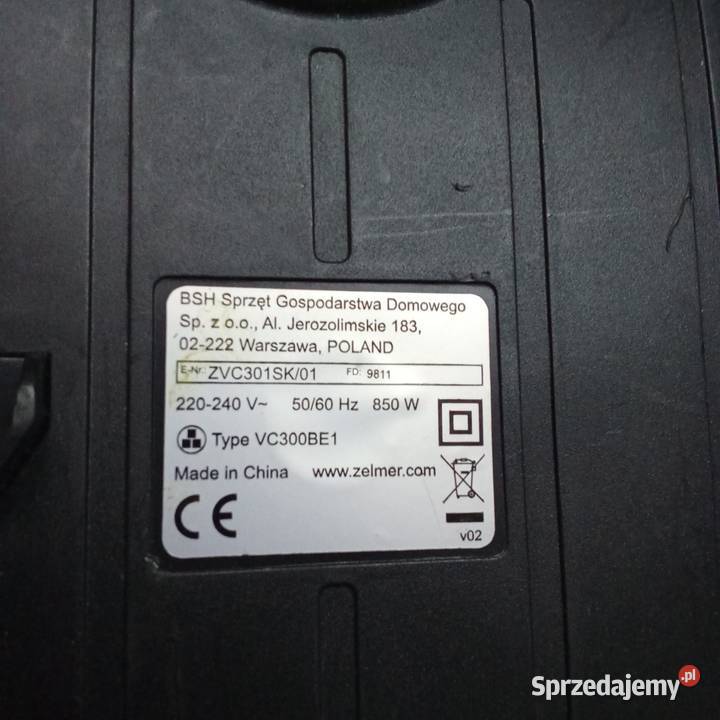 BSH Sprzęt Gospodarstwa Domowego
Sp. z o.o., Al. Jerozolimskie 183,
02-222 Warszawa, POLAND
E-Nr.: ZVC301SK/01 FD: 9811
220-240 V~ 50/60 Hz 850 W
Type VC300BE1
Made in China www.zelmer.com
CE
v02
Sprzedajemy.pl